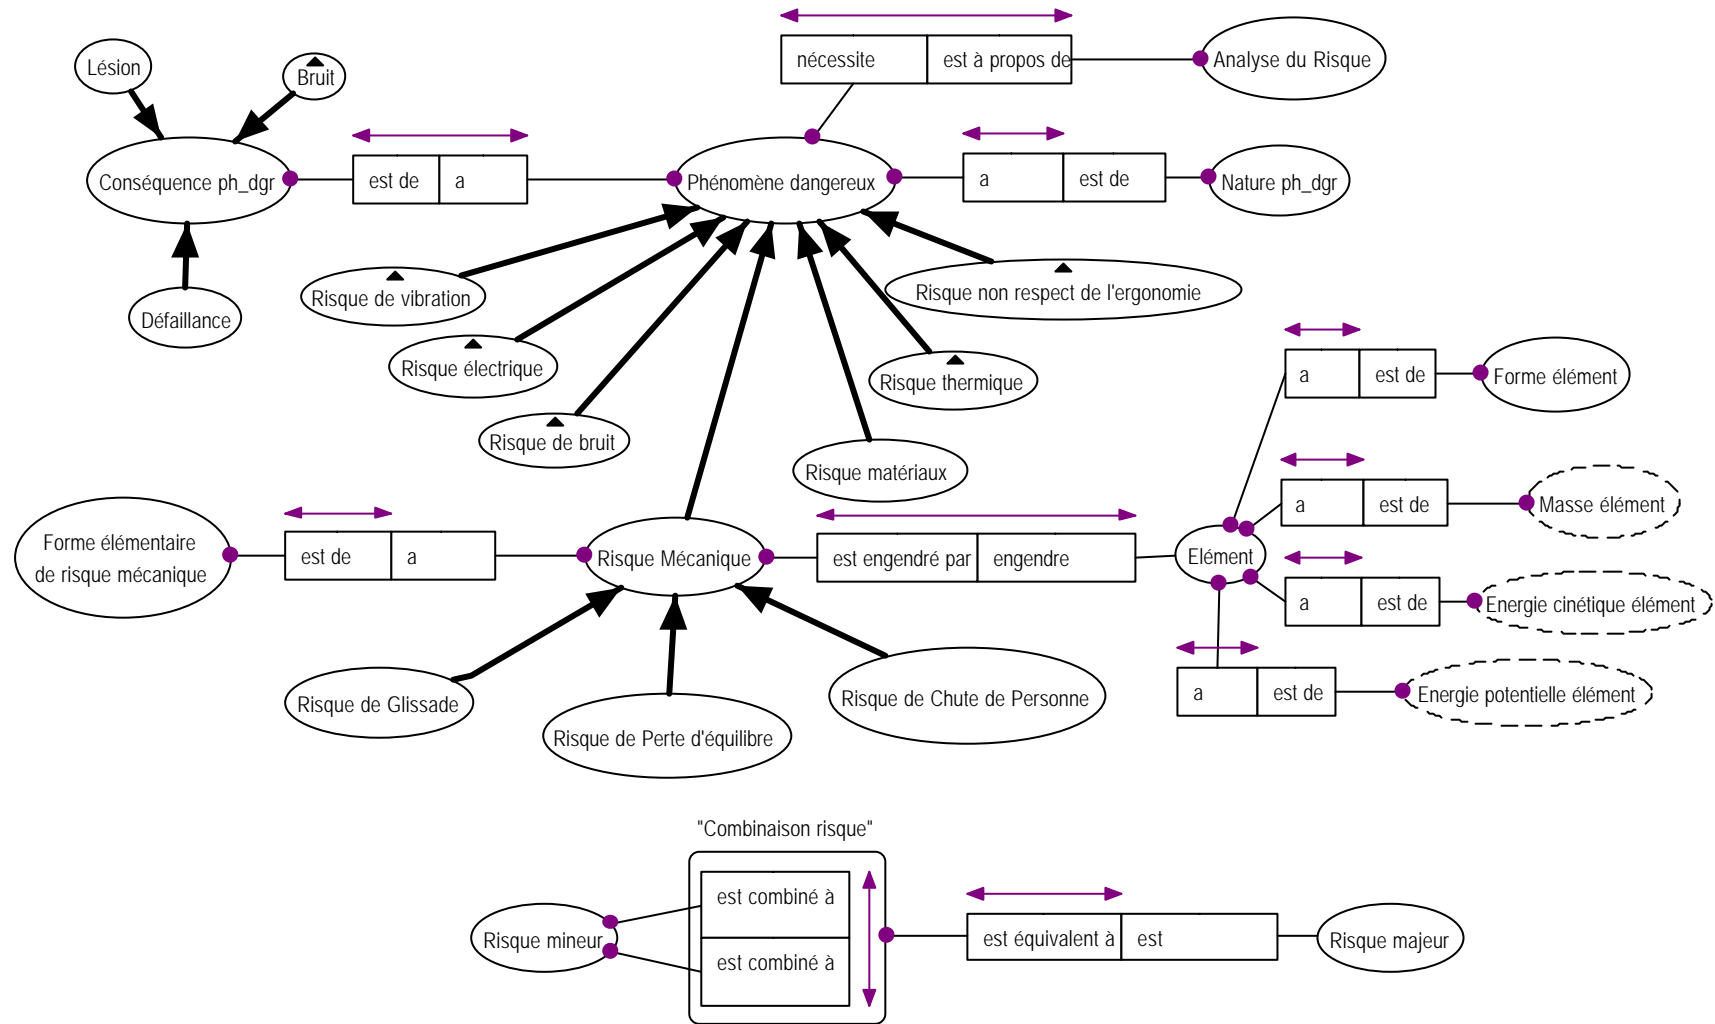 nécessite
est à propos de
Analyse du Risque
Lésion
Bruit
Conséquence ph_dgr
est de
a
Phénomène dangereux
a
est de
Nature ph_dgr
Défaillance
Risque de vibration
Risque non respect de l'ergonomie
Risque électrique
Risque thermique
Risque de bruit
Risque matériaux
a
est de
Forme élément
a
est de
Masse élément
Forme élémentaire
de risque mécanique
est de
a
Risque Mécanique
est engendré par
engendre
Elément
a
est de
Energie cinétique élément
a
est de
Energie potentielle élément
Risque de Glissade
Risque de Perte d'équilibre
Risque de Chute de Personne
"Combinaison risque"
est combiné à
est combiné à
Risque mineur
est équivalent à
est
Risque majeur